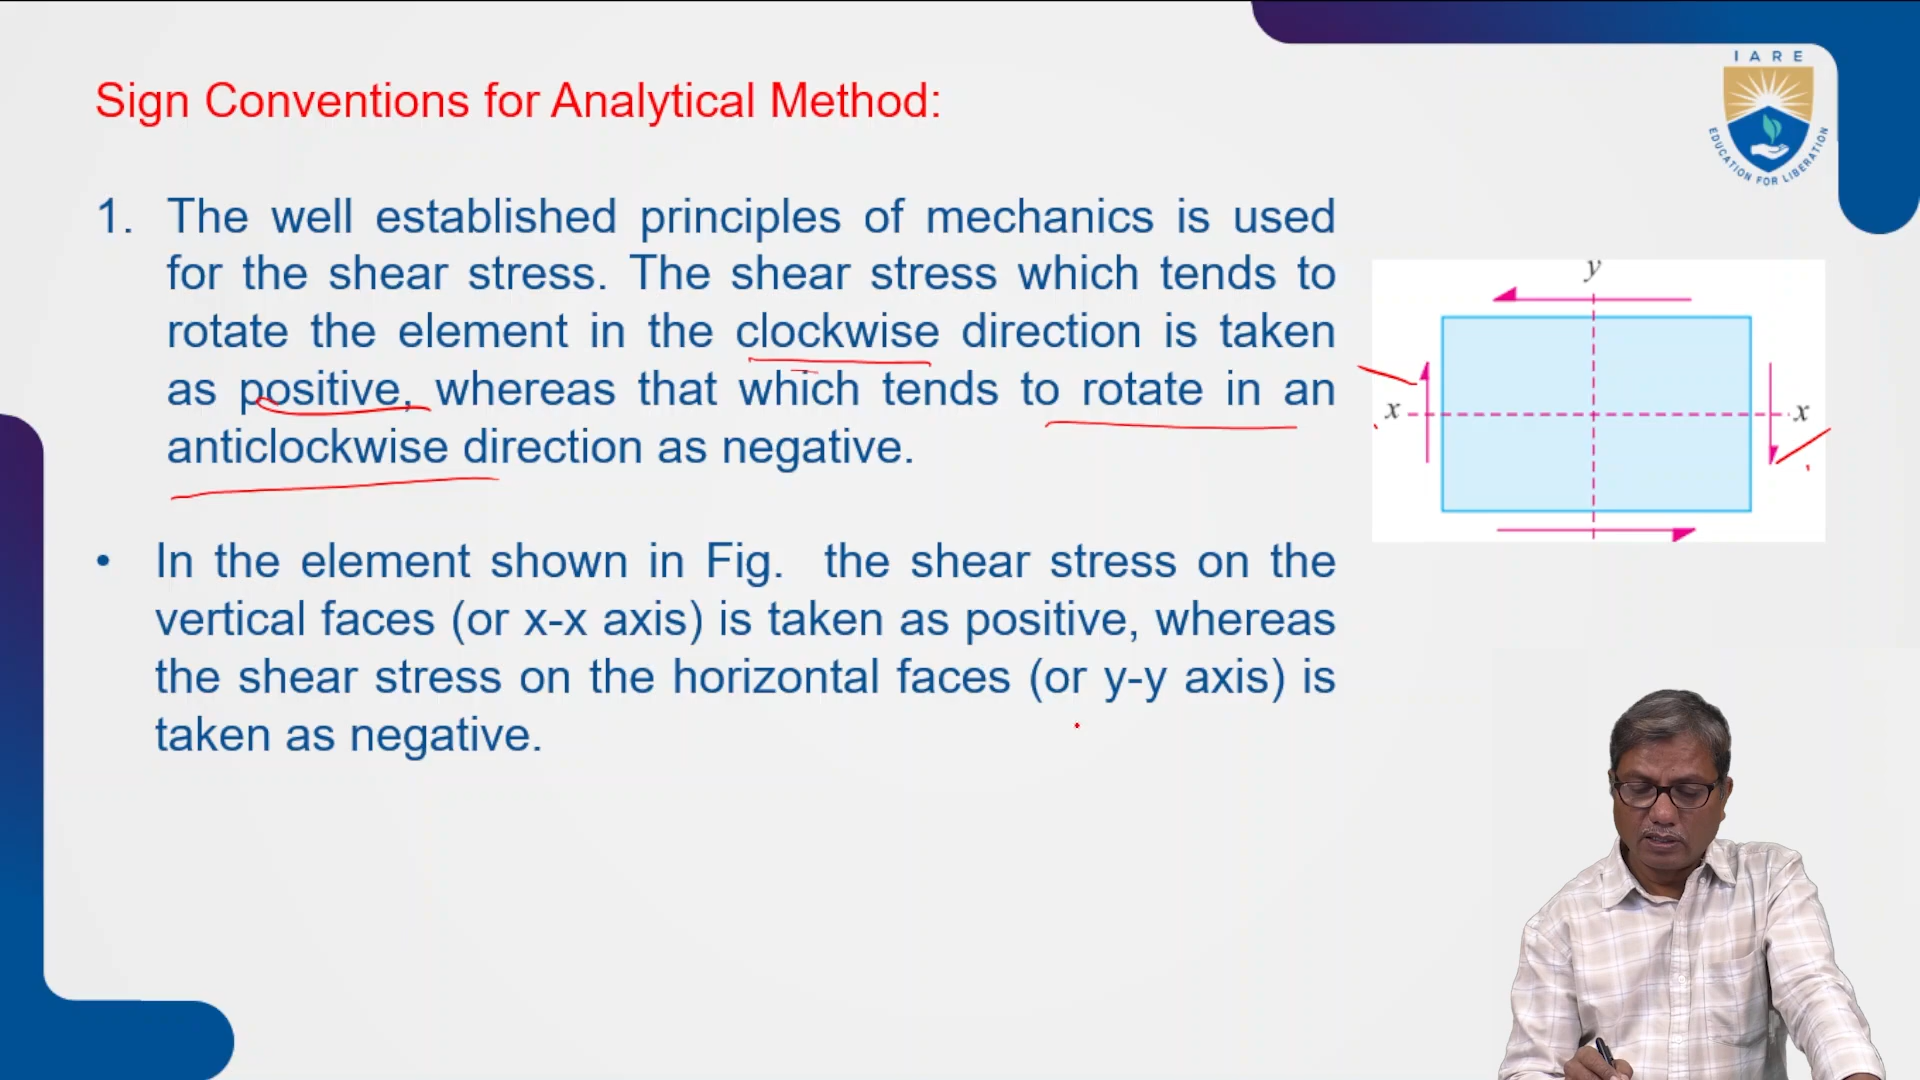 IARE
EDUCATION FOR LIBERATION
Sign Conventions for Analytical Method:
1. The well established principles of mechanics is used
for the shear stress. The shear stress which tends to
rotate the element in the clockwise direction is taken
as positive, whereas that which tends to rotate in an
anticlockwise direction as negative.
y
x
x
• In the element shown in Fig. the shear stress on the
vertical faces (or x-x axis) is taken as positive, whereas
the shear stress on the horizontal faces (or y-y axis) is
taken as negative.